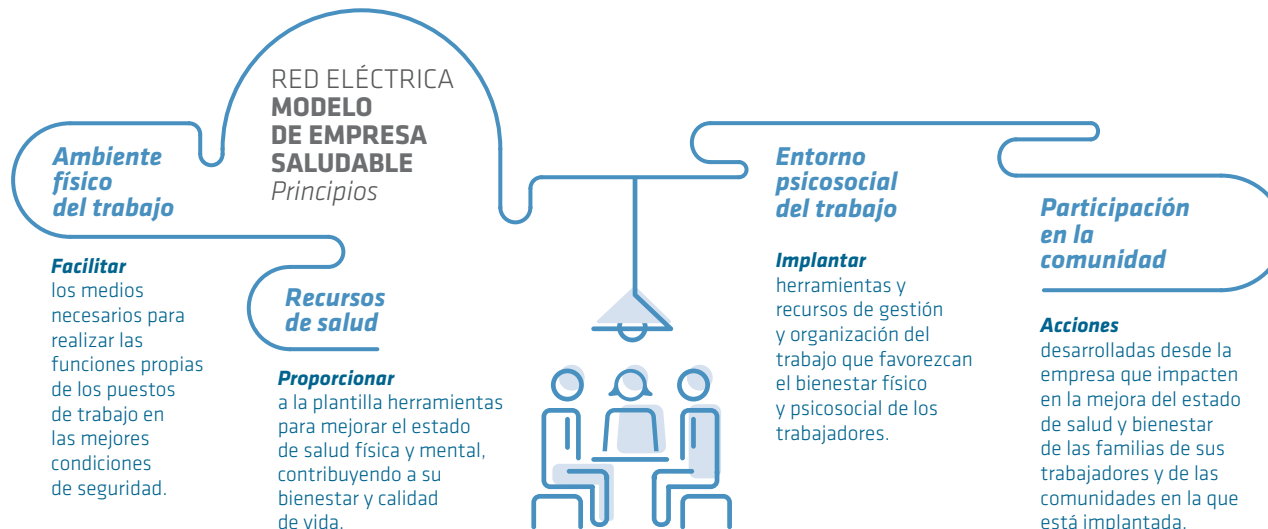 RED ELÉCTRICA
MODELO
DE EMPRESA
SALUDABLE
Principios
Ambiente
físico
del trabajo
Facilitar
los medios
necesarios para
realizar las
funciones propias
de los puestos
de trabajo en
las mejores
condiciones
de seguridad.
Recursos
de salud
Proporcionar
a la plantilla herramientas
para mejorar el estado
de salud física y mental,
contribuyendo a su
bienestar y calidad
de vida.
Entorno
psicosocial
del trabajo
Implantar
herramientas y
recursos de gestión
y organización del
trabajo que favorezcan
el bienestar físico
y psicosocial de los
trabajadores.
Participación
en la
comunidad
Acciones
desarrolladas desde la
empresa que impacten
en la mejora del estado
de salud y bienestar
de las familias de sus
trabajadores y de las
comunidades en la que
está implantada.